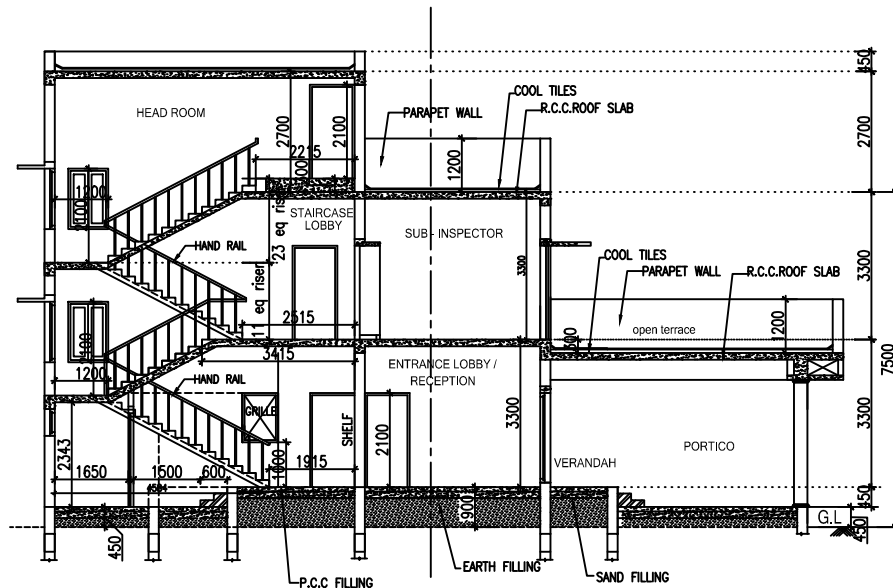 450
HEAD ROOM
COOL TILES
R.C.C.ROOF SLAB
PARAPET WALL
2700
2100
2700
2215
1200
1200
2100
STAIRCASE
LOBBY
SUB - INSPECTOR
HAND RAIL
23 eq riser
3300
3300
COOL TILES
PARAPET WALL
R.C.C.ROOF SLAB
11 eq riser
2615
open terrace
1200
3415
7500
1200
HAND RAIL
ENTRANCE LOBBY /
RECEPTION
GRILLE
SHELF
2100
3300
3300
2343
1650
1500
600
1000
1915
VERANDAH
PORTICO
900
450
G.L
450
450
EARTH FILLING
SAND FILLING
P.C.C FILLING